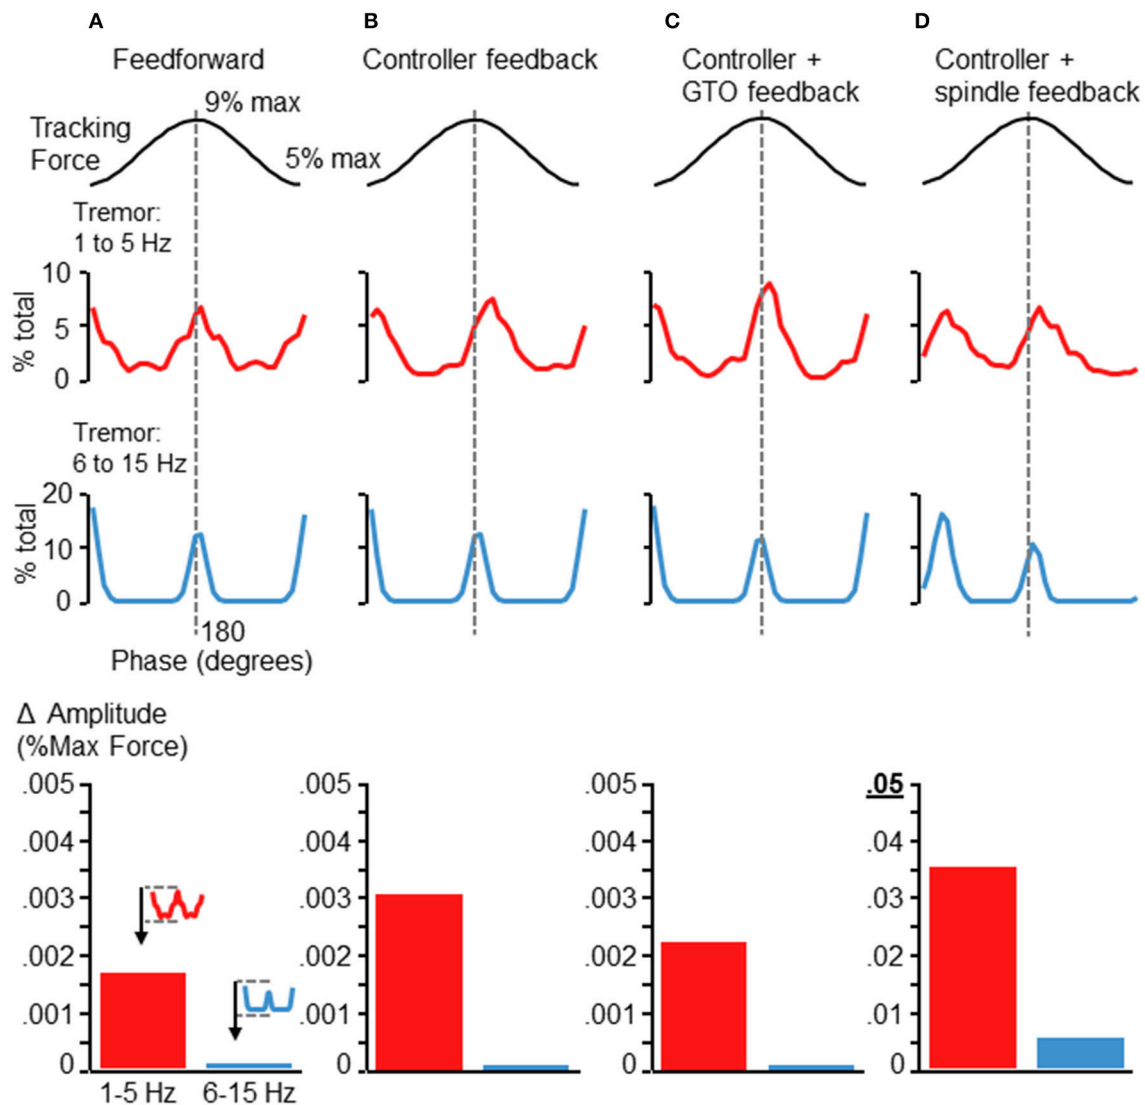 A
B
C
D
Feedforward
Controller feedback
Controller +
GTO feedback
Controller +
spindle feedback
9% max
Tracking
Force
5% max
Tremor:
1 to 5 Hz
10
5
0
% total
Tremor:
6 to 15 Hz
20
10
0
% total
180
Phase (degrees)
Δ Amplitude
(%Max Force)
.005
.004
.003
.002
.001
0
1-5 Hz
6-15 Hz
.005
.004
.003
.002
.001
0
.005
.004
.003
.002
.001
0
.05
.04
.03
.02
.01
0